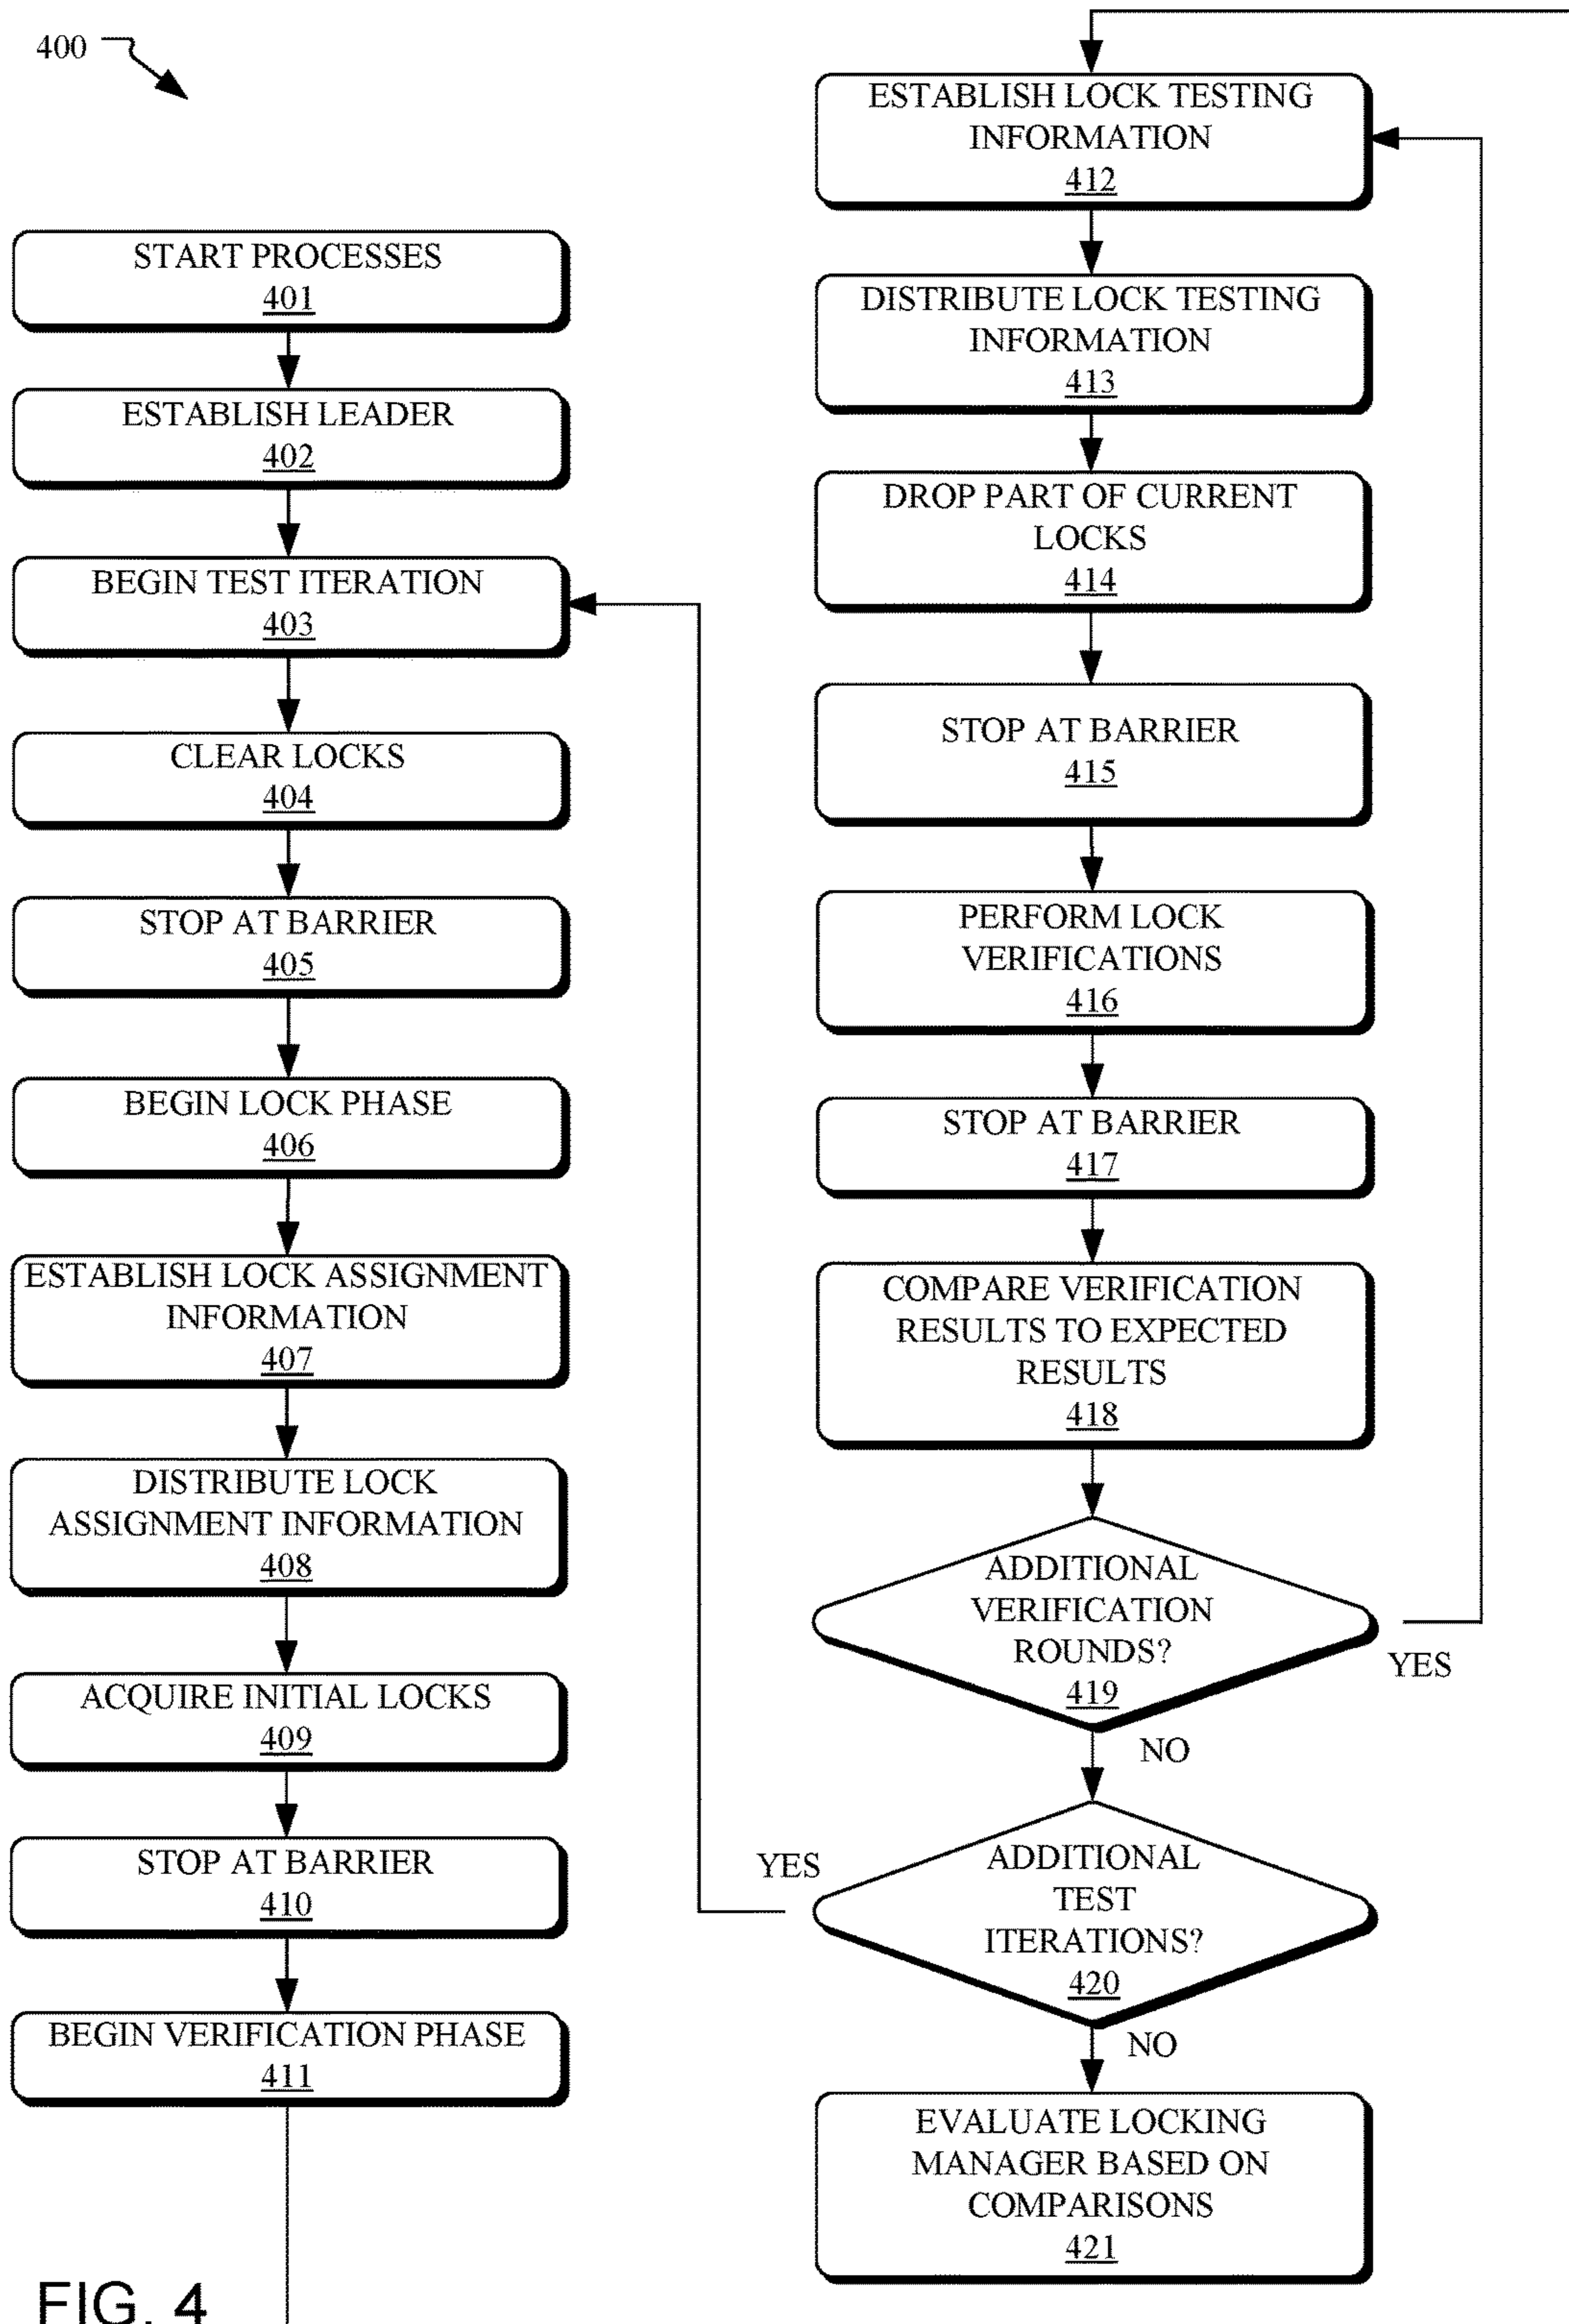 400
START PROCESSES
401
ESTABLISH LEADER
402
BEGIN TEST ITERATION
403
CLEAR LOCKS
404
STOP AT BARRIER
405
BEGIN LOCK PHASE
406
ESTABLISH LOCK ASSIGNMENT
INFORMATION
407
DISTRIBUTE LOCK
ASSIGNMENT INFORMATION
408
ACQUIRE INITIAL LOCKS
409
STOP AT BARRIER
410
BEGIN VERIFICATION PHASE
411
ESTABLISH LOCK TESTING
INFORMATION
412
DISTRIBUTE LOCK TESTING
INFORMATION
413
DROP PART OF CURRENT
LOCKS
414
STOP AT BARRIER
415
PERFORM LOCK
VERIFICATIONS
416
STOP AT BARRIER
417
COMPARE VERIFICATION
RESULTS TO EXPECTED
RESULTS
418
ADDITIONAL
VERIFICATION
ROUNDS?
419
YES
NO
ADDITIONAL
TEST
ITERATIONS?
420
YES
NO
EVALUATE LOCKING
MANAGER BASED ON
COMPARISONS
421
FIG. 4